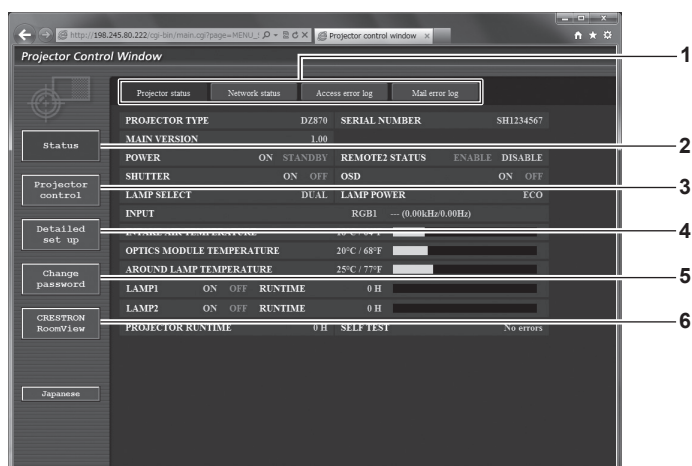 http://198.245.80.222/cgi-bin/main.cgi?page=MENU_S
Projector control window ×
Projector Control Window
1
Projector status Network status Access error log Mail error log
PROJECTOR TYPE DZ870 SERIAL NUMBER SH1234567
MAIN VERSION 1.00
Status
2
POWER ON STANDBY REMOTE2 STATUS ENABLE DISABLE
SHUTTER ON OFF OSD ON OFF
Projector
control
3
LAMP SELECT DUAL LAMP POWER ECO
INPUT RGB1 --- (0.00kHz/0.00Hz)
Detailed
set up
4
INTAKE AIR TEMPERATURE
OPTICS MODULE TEMPERATURE 20°C / 68°F
AROUND LAMP TEMPERATURE 25°C / 77°F
Change
password
5
LAMP1 ON OFF RUNTIME 0 H
LAMP2 ON OFF RUNTIME 0 H
CRESTRON
RoomView
6
PROJECTOR RUNTIME 0 H SELF TEST No errors
Japanese